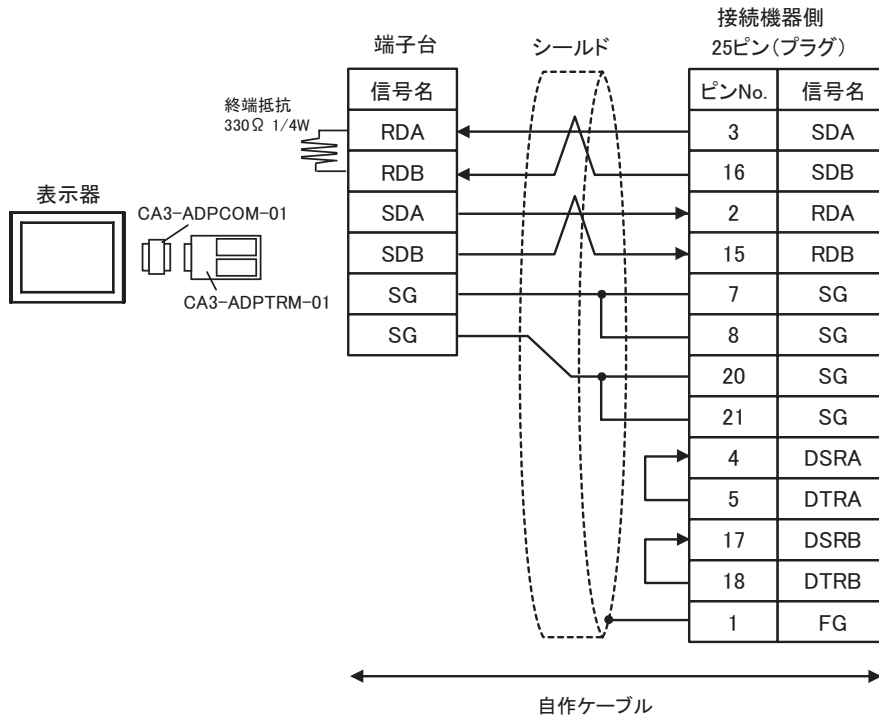 接続機器側
25ピン(プラグ)
端子台
シールド
信号名
ピンNo. 信号名
終端抵抗
330Ω 1/4W
RDA 3 SDA
RDB 16 SDB
SDA 2 RDA
SDB 15 RDB
SG 7 SG
SG 8 SG
20 SG
21 SG
4 DSRA
5 DTRA
17 DSRB
18 DTRB
1 FG
表示器
CA3-ADPCOM-01
CA3-ADPTRM-01
自作ケーブル